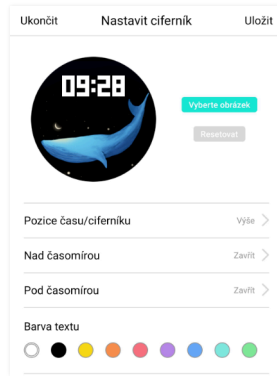 Ukončit Nastavit ciferník Uložit
09:28
Vyberte obrázek
Resetovat
Pozice času/ciferníku Výše
Nad časomírou Zavřít
Pod časomírou Zavřít
Barva textu